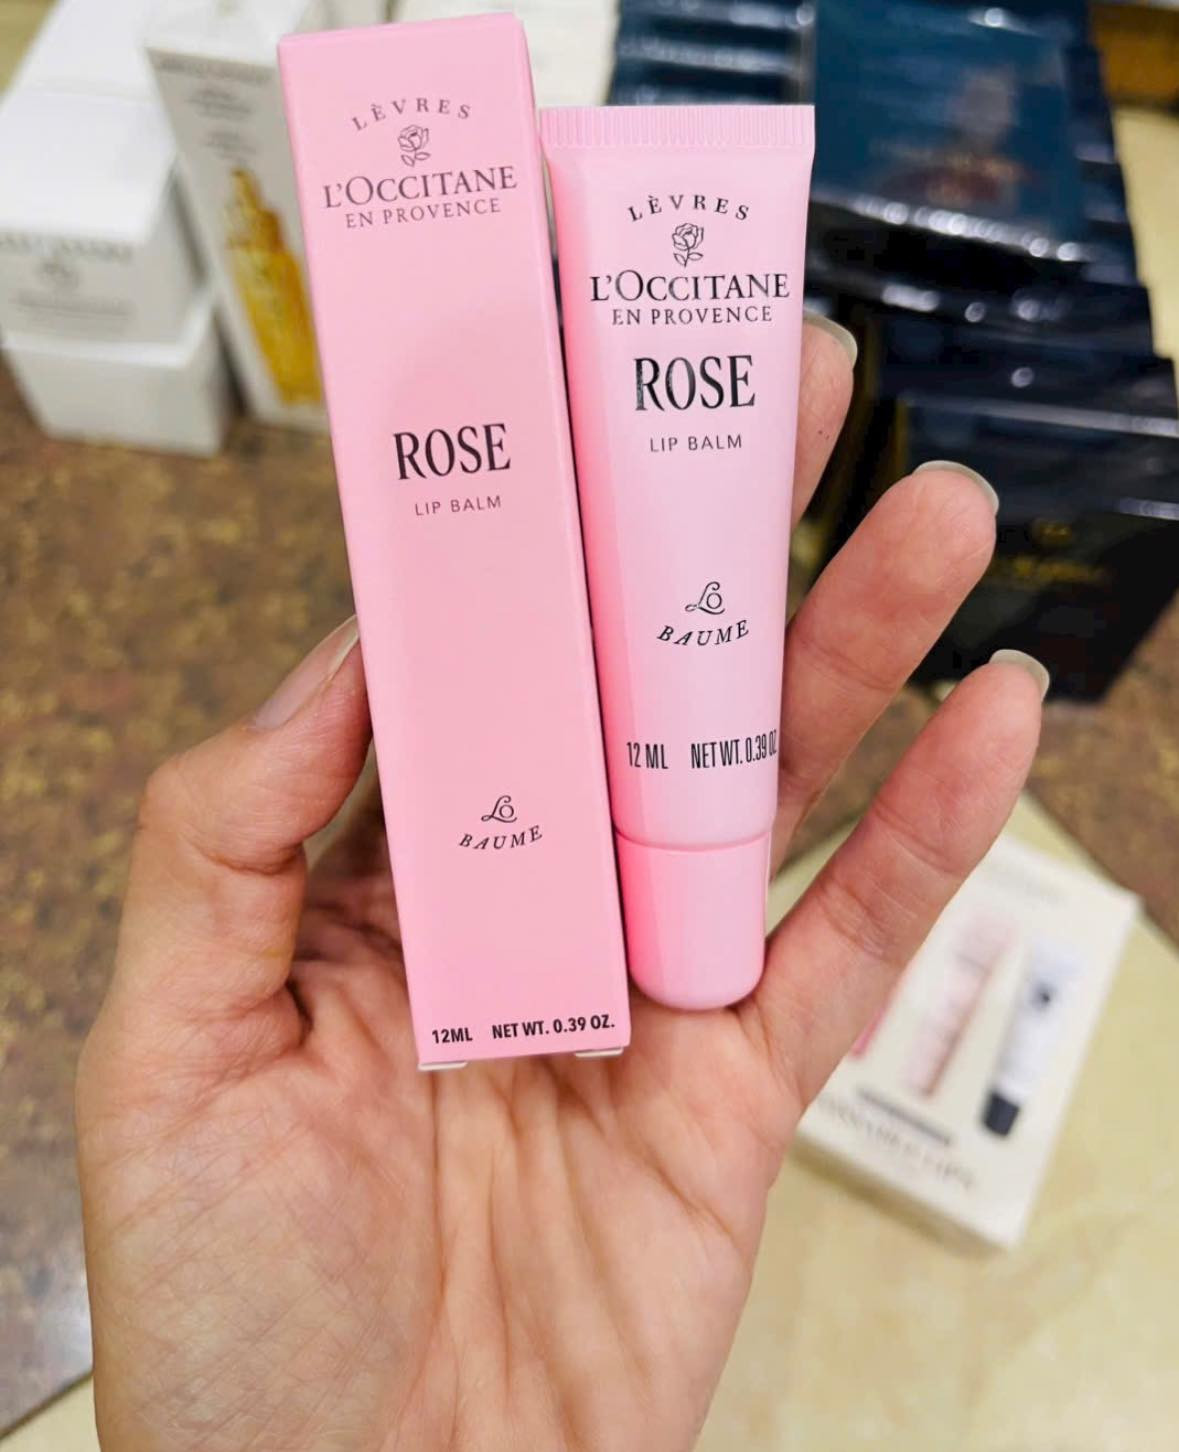 LÈVRES
L'OCCITANE
EN PROVENCE
ROSE
LIP BALM
Lo
BAUME
12ML NET WT. 0.39 OZ.
LÈVRES
L'OCCITANE
EN PROVENCE
ROSE
LIP BALM
Lo
BAUME
12 ML NET WT. 0.39 OZ